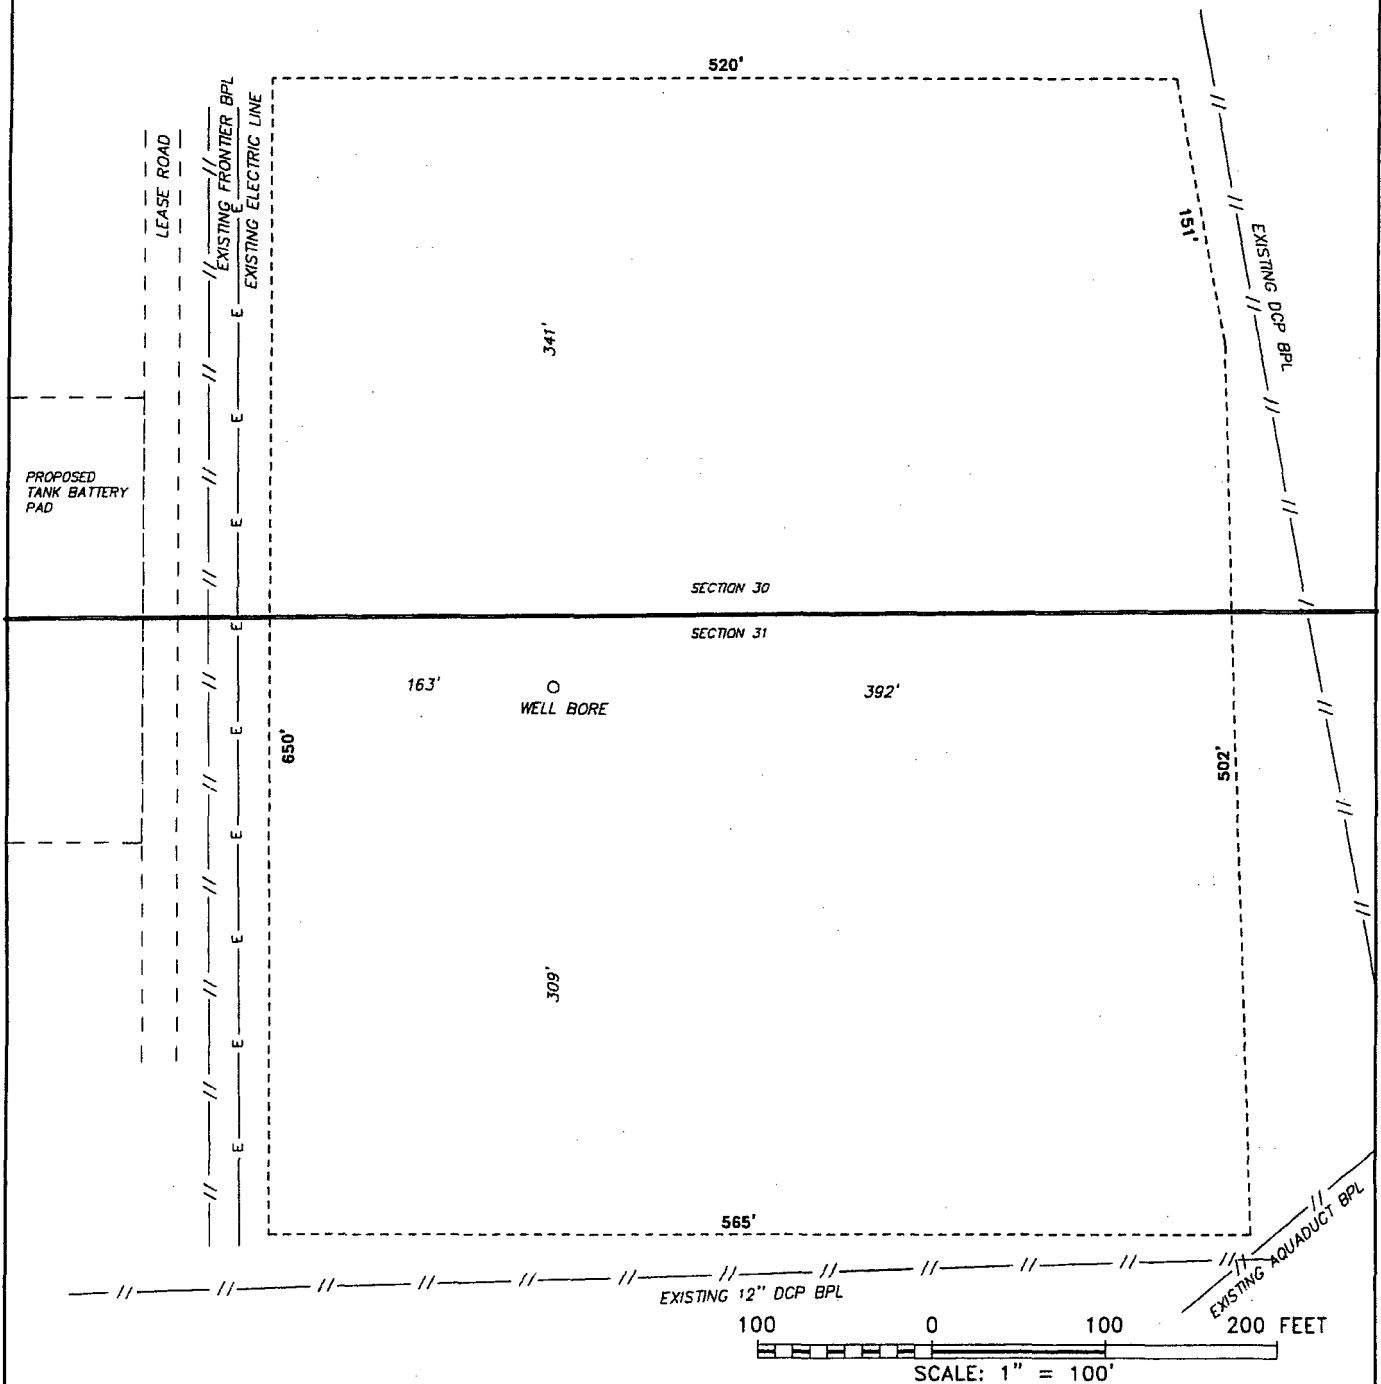 520'
EXISTING FRONTIER BPL
EXISTING ELECTRIC LINE
LEASE ROAD
151'
EXISTING DCP BPL
341'
PROPOSED
TANK BATTERY
PAD
SECTION 30
SECTION 31
163'
WELL BORE
392'
650'
502'
309'
565'
EXISTING 12" DCP BPL
EXISTING AQUADUCT BPL
100 0 100 200 FEET
SCALE: 1" = 100'
E
E
E
E
E
E
E
E
E
E